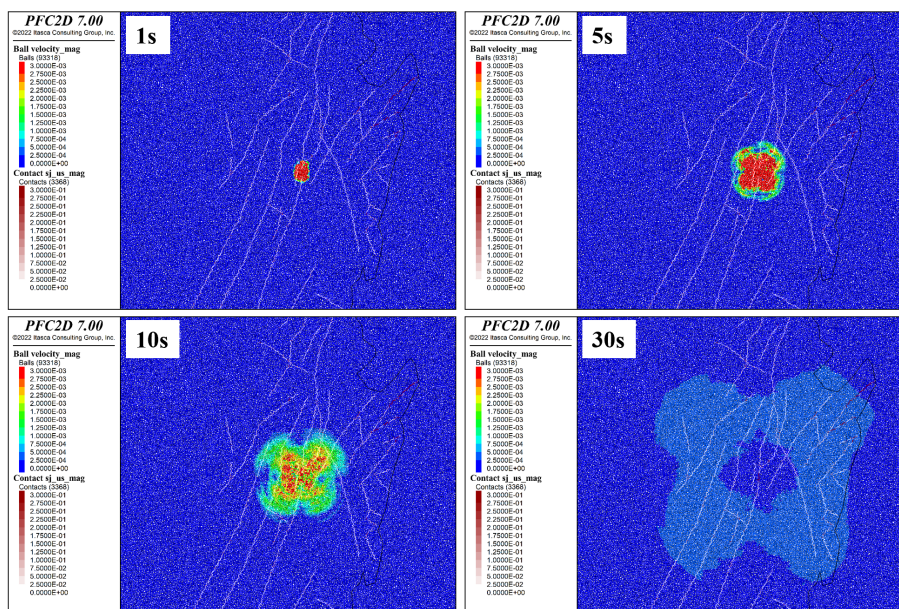 PFC2D 7.00
©2022 Itasca Consulting Group, Inc.
Ball velocity_mag
Balls (93318)
3.0000E-03
2.7500E-03
2.5000E-03
2.2500E-03
2.0000E-03
1.7500E-03
1.5000E-03
1.2500E-03
1.0000E-03
7.5000E-04
5.0000E-04
2.5000E-04
0.0000E+00
Contact sj_us_mag
Contacts (3368)
3.0000E-01
2.7500E-01
2.5000E-01
2.2500E-01
2.0000E-01
1.7500E-01
1.5000E-01
1.2500E-01
1.0000E-01
7.5000E-02
5.0000E-02
2.5000E-02
0.0000E+00
1s
PFC2D 7.00
©2022 Itasca Consulting Group, Inc.
Ball velocity_mag
Balls (93318)
3.0000E-03
2.7500E-03
2.5000E-03
2.2500E-03
2.0000E-03
1.7500E-03
1.5000E-03
1.2500E-03
1.0000E-03
7.5000E-04
5.0000E-04
2.5000E-04
0.0000E+00
Contact sj_us_mag
Contacts (3368)
3.0000E-01
2.7500E-01
2.5000E-01
2.2500E-01
2.0000E-01
1.7500E-01
1.5000E-01
1.2500E-01
1.0000E-01
7.5000E-02
5.0000E-02
2.5000E-02
0.0000E+00
5s
PFC2D 7.00
©2022 Itasca Consulting Group, Inc.
Ball velocity_mag
Balls (93318)
3.0000E-03
2.7500E-03
2.5000E-03
2.2500E-03
2.0000E-03
1.7500E-03
1.5000E-03
1.2500E-03
1.0000E-03
7.5000E-04
5.0000E-04
2.5000E-04
0.0000E+00
Contact sj_us_mag
Contacts (3368)
3.0000E-01
2.7500E-01
2.5000E-01
2.2500E-01
2.0000E-01
1.7500E-01
1.5000E-01
1.2500E-01
1.0000E-01
7.5000E-02
5.0000E-02
2.5000E-02
0.0000E+00
10s
PFC2D 7.00
©2022 Itasca Consulting Group, Inc.
Ball velocity_mag
Balls (93318)
3.0000E-03
2.7500E-03
2.5000E-03
2.2500E-03
2.0000E-03
1.7500E-03
1.5000E-03
1.2500E-03
1.0000E-03
7.5000E-04
5.0000E-04
2.5000E-04
0.0000E+00
Contact sj_us_mag
Contacts (3368)
3.0000E-01
2.7500E-01
2.5000E-01
2.2500E-01
2.0000E-01
1.7500E-01
1.5000E-01
1.2500E-01
1.0000E-01
7.5000E-02
5.0000E-02
2.5000E-02
0.0000E+00
30s